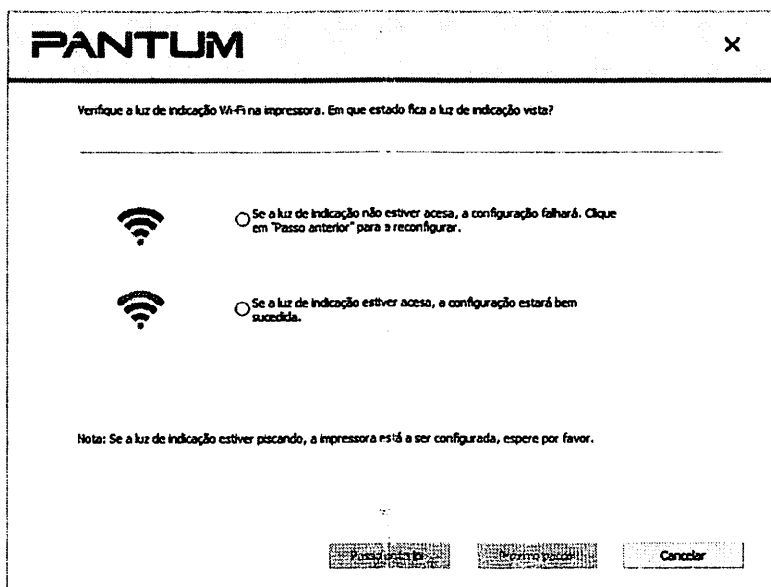 PANTUM
Verifique a luz de indicação Wi-Fi na impressora. Em que estado fica a luz de indicação vista?
Se a luz de indicação não estiver acesa, a configuração falhará. Clique
em "Passo anterior" para a reconfigurar.
Se a luz de indicação estiver acesa, a configuração estará bem
sucedida.
Nota: Se a luz de indicação estiver piscando, a impressora está a ser configurada, espere por favor.
Cancelar